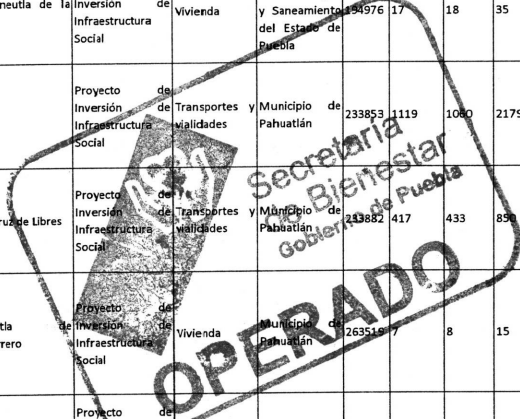 neutla de la Inversión de Infraestructura Social Vivienda y Saneamiento del Estado de Puebla 194976 17 18 35
Proyecto de Inversión de Infraestructura Social Transportes y vialidades Municipio de Pahuatlán 233853 1119 1060 2179
ruz de Libres Proyecto de Inversión de Infraestructura Social Transportes y vialidades Municipio de Pahuatlán 233882 417 433 850
tla de rrero Proyecto de Inversión de Infraestructura Social Vivienda Municipio de Pahuatlán 263519 7 8 15
Proyecto de
Secretaría
de Bienestar
Gobierno de Puebla
OPERADO